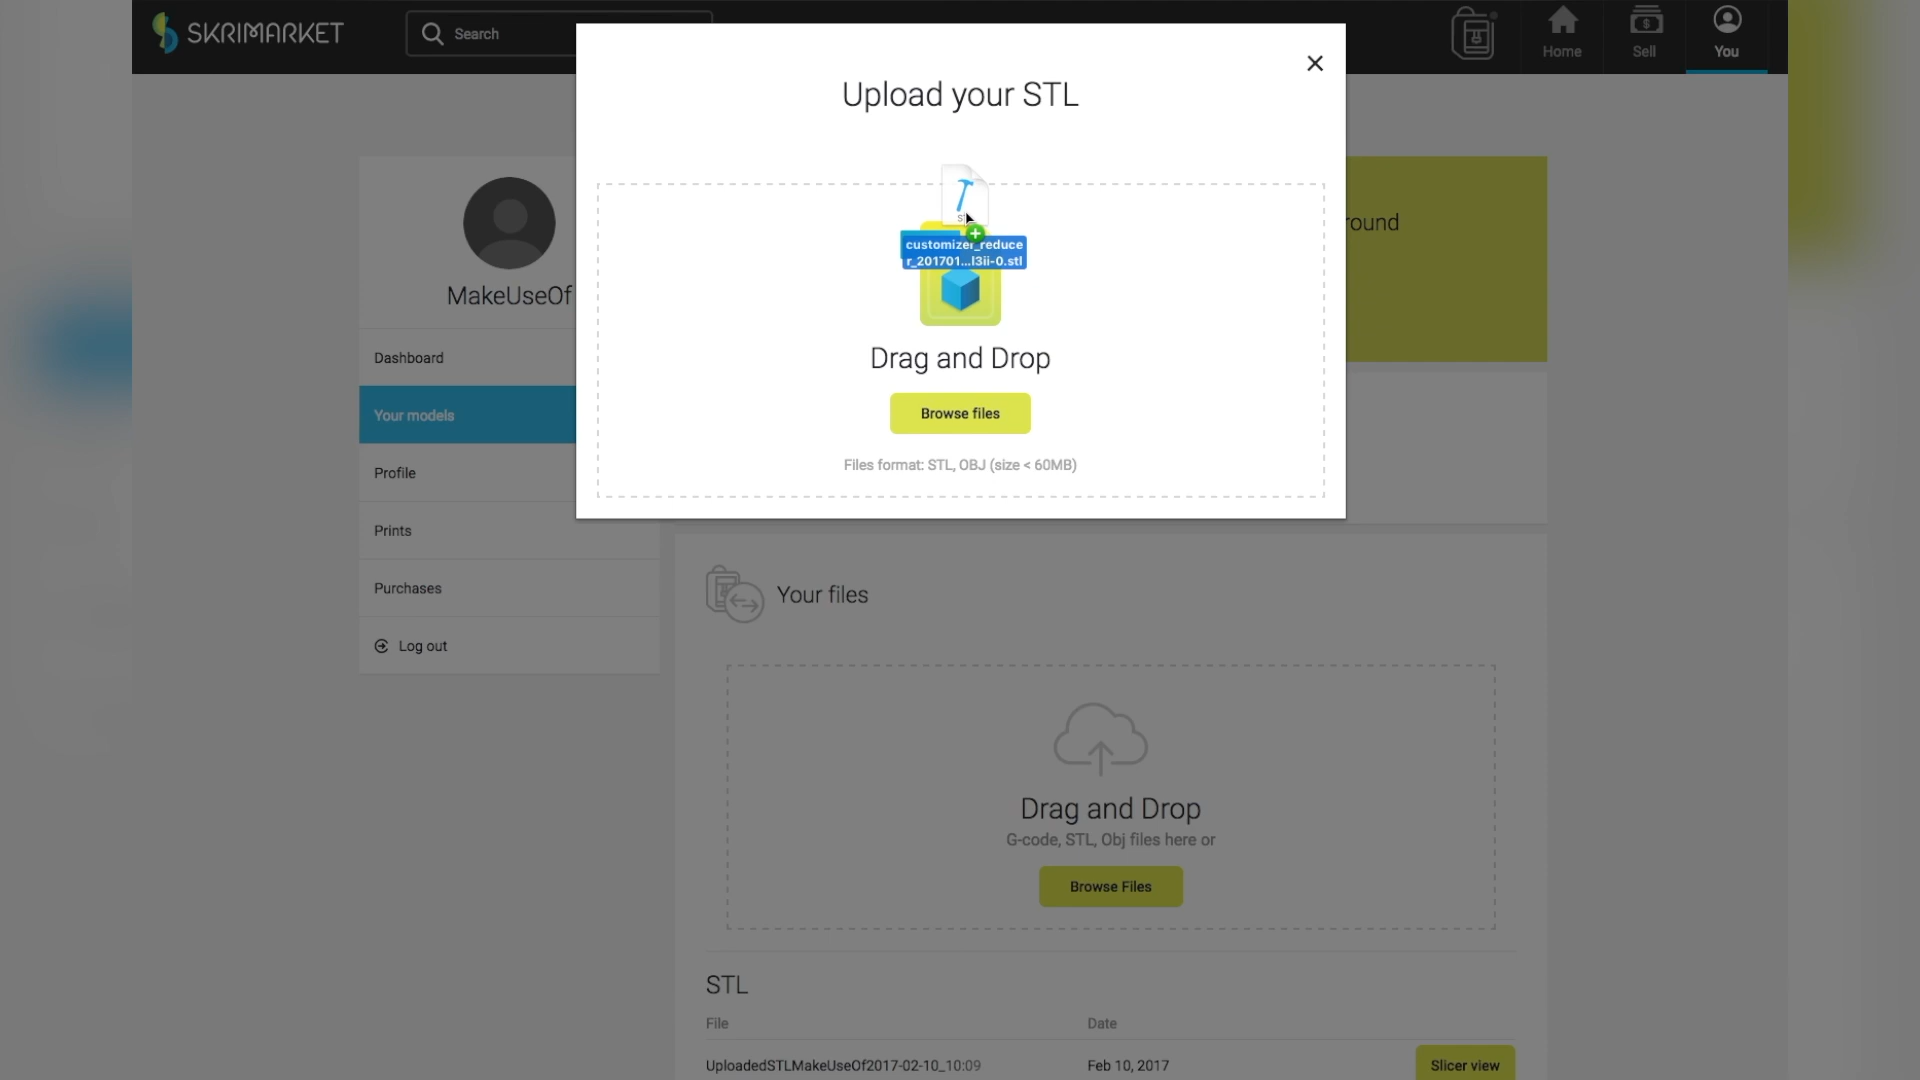 SKRIMARKET
Search
Home
Sell
You
Upload your STL
customizer_reduce
r_201701...l3ii-0.stl
Drag and Drop
Browse files
Files format: STL, OBJ (size < 60MB)
round
MakeUseOf
Dashboard
Your models
Profile
Prints
Purchases
Log out
Your files
Drag and Drop
G-code, STL, Obj files here or
Browse Files
STL
File
Date
UploadedSTLMakeUseOf2017-02-10_10:09
Feb 10, 2017
Slicer view